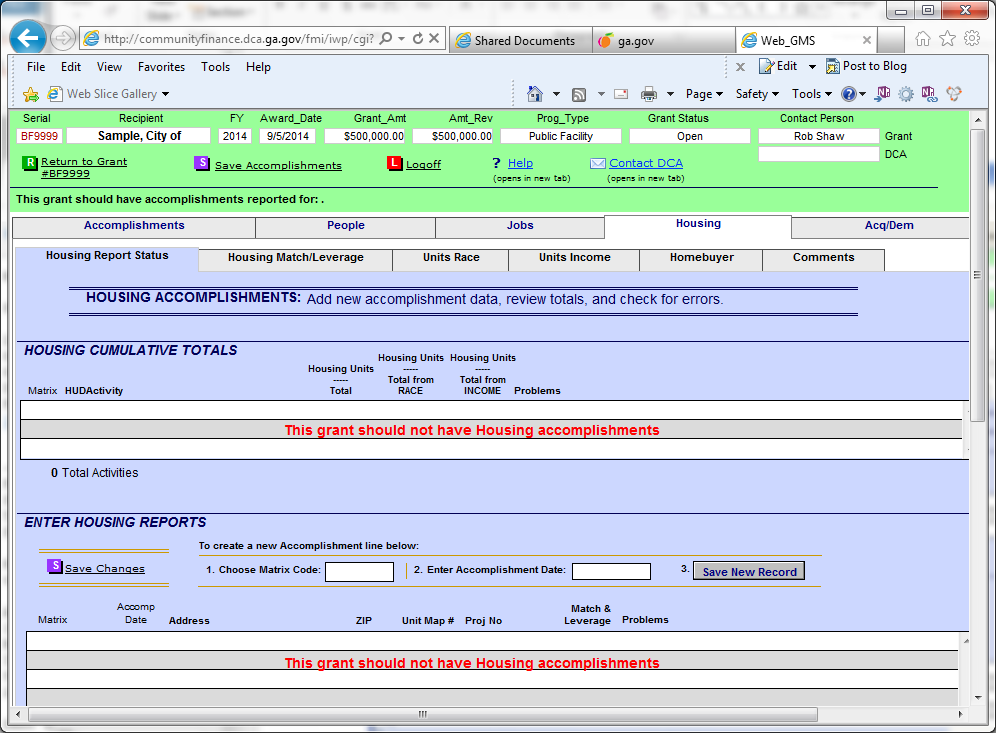 http://communityfinance.dca.ga.gov/fmi/iwp/cgi?
Shared Documents
ga.gov
Web_GMS
File Edit View Favorites Tools Help
Edit
Post to Blog
Web Slice Gallery
Page Safety Tools
Serial Recipient FY Award_Date Grant_Amt Amt_Rev Prog_Type Grant Status Contact Person
BF9999 Sample, City of 2014 9/5/2014 $500,000.00 $500,000.00 Public Facility Open Rob Shaw Grant
DCA
R Return to Grant #BF9999
S Save Accomplishments
L Logoff
? Help
(opens in new tab)
Contact DCA
(opens in new tab)
This grant should have accomplishments reported for: .
Accomplishments People Jobs Housing Acq/Dem
Housing Report Status Housing Match/Leverage Units Race Units Income Homebuyer Comments
HOUSING ACCOMPLISHMENTS: Add new accomplishment data, review totals, and check for errors.
HOUSING CUMULATIVE TOTALS
Matrix HUDActivity
Housing Units
-----
Total
Housing Units
-----
Total from
RACE
Housing Units
-----
Total from
INCOME
Problems
This grant should not have Housing accomplishments
0 Total Activities
ENTER HOUSING REPORTS
S Save Changes
To create a new Accomplishment line below:
1. Choose Matrix Code: 2. Enter Accomplishment Date: 3. Save New Record
Matrix
Accomp
Date
Address ZIP Unit Map # Proj No
Match &
Leverage
Problems
This grant should not have Housing accomplishments